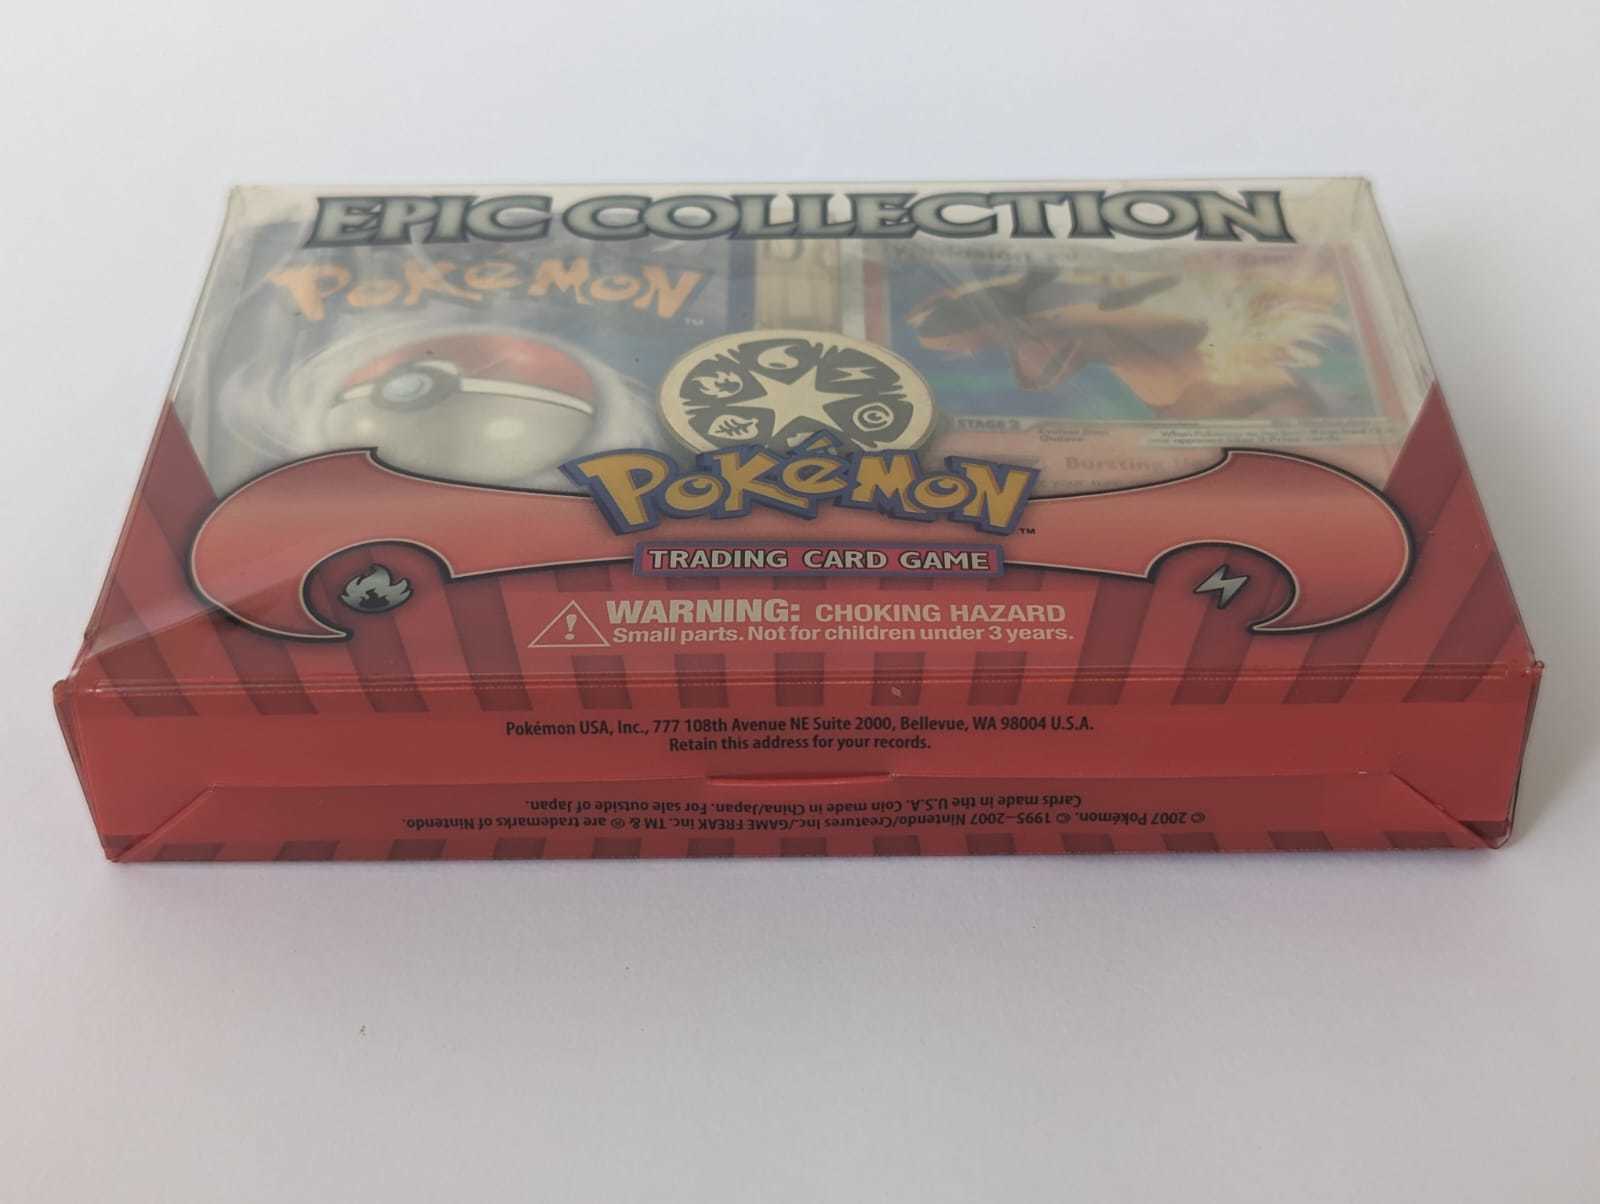 EPIC COLLECTION
POKéMON
TM
STAGE 2
Bursting
POKéMON
TM
TRADING CARD GAME
WARNING: CHOKING HAZARD
Small parts. Not for children under 3 years.
Pokémon USA, Inc., 777 108th Avenue NE Suite 2000, Bellevue, WA 98004 U.S.A.
Retain this address for your records.
© 2007 Pokémon. © 1995–2007 Nintendo/Creatures Inc./GAME FREAK inc. TM & ® are trademarks of Nintendo.
Cards made in the U.S.A. Coin made in China/Japan. For sale outside of Japan.